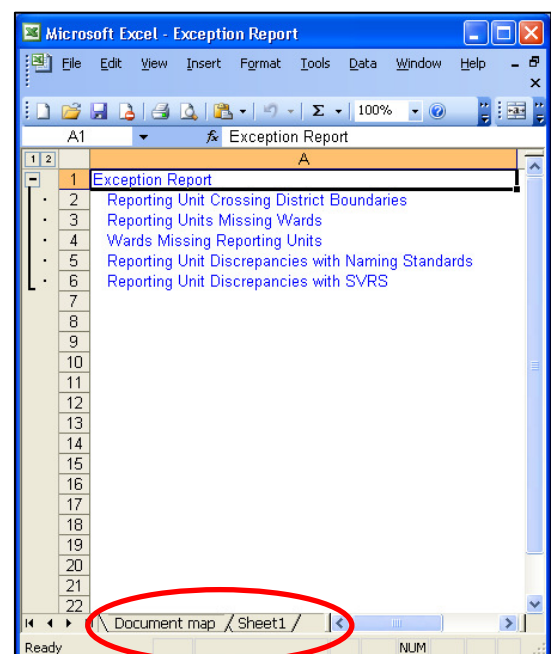 Microsoft Excel - Exception Report
File Edit View Insert Format Tools Data Window Help
Σ 100%
A1 fx Exception Report
1 2 A
1 Exception Report
2 Reporting Unit Crossing District Boundaries
3 Reporting Units Missing Wards
4 Wards Missing Reporting Units
5 Reporting Unit Discrepancies with Naming Standards
6 Reporting Unit Discrepancies with SVRS
7
8
9
10
11
12
13
14
15
16
17
18
19
20
21
22
Document map Sheet1
Ready NUM